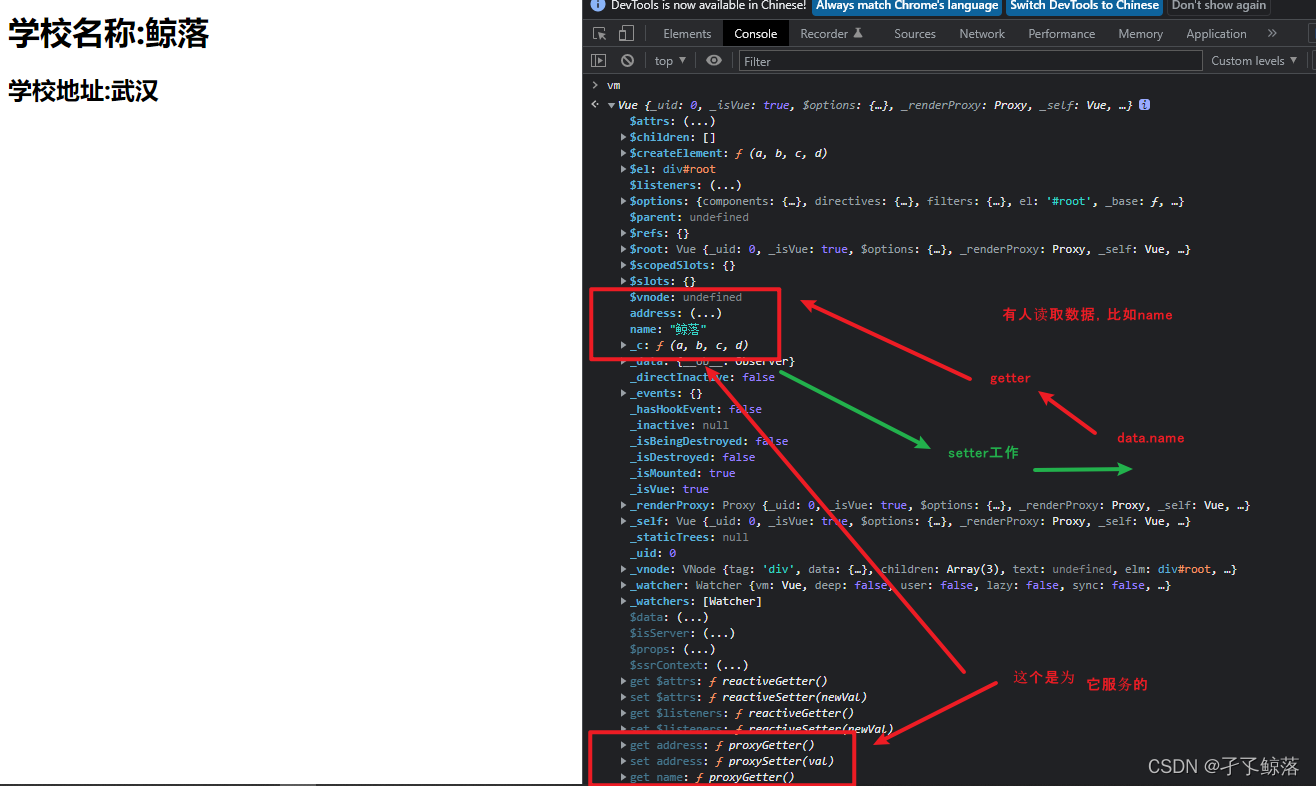 学校名称:鲸落
学校地址:武汉
DevTools is now available in Chinese! Always match Chrome's language Switch DevTools to Chinese Don't show again
Elements Console Recorder Sources Network Performance Memory Application »
top ▼ Filter Custom levels ▼
> vm
Vue {_uid: 0, _isVue: true, $options: {…}, _renderProxy: Proxy, _self: Vue, …} i
$attrs: (...)
$children: []
$createElement: ƒ (a, b, c, d)
$el: div#root
$listeners: (...)
$options: {components: {…}, directives: {…}, filters: {…}, el: '#root', _base: ƒ, …}
$parent: undefined
$refs: {}
$root: Vue {_uid: 0, _isVue: true, $options: {…}, _renderProxy: Proxy, _self: Vue, …}
$scopedSlots: {}
$slots: {}
$vnode: undefined
address: (...)
有人读取数据, 比如name
name: "鲸落"
_c: ƒ (a, b, c, d)
_data: {__ob__: Observer}
_directInactive: false
getter
_events: {}
_hasHookEvent: false
_inactive: null
_isBeingDestroyed: false
data.name
_isDestroyed: false
setter工作
_isMounted: true
_isVue: true
_renderProxy: Proxy {_uid: 0, _isVue: true, $options: {…}, _renderProxy: Proxy, _self: Vue, …}
_self: Vue {_uid: 0, _isVue: true, $options: {…}, _renderProxy: Proxy, _self: Vue, …}
_staticTrees: null
_uid: 0
_vnode: VNode {tag: 'div', data: {…}, children: Array(3), text: undefined, elm: div#root, …}
_watcher: Watcher {vm: Vue, deep: false, user: false, lazy: false, sync: false, …}
_watchers: [Watcher]
$data: (...)
$isServer: (...)
$props: (...)
$ssrContext: (...)
get $attrs: ƒ reactiveGetter()
这个是为 它服务的
set $attrs: ƒ reactiveSetter(newVal)
get $listeners: ƒ reactiveGetter()
set $listeners: ƒ reactiveSetter(newVal)
get address: ƒ proxyGetter()
set address: ƒ proxySetter(val)
get name: ƒ proxyGetter()
CSDN @孑孓鲸落